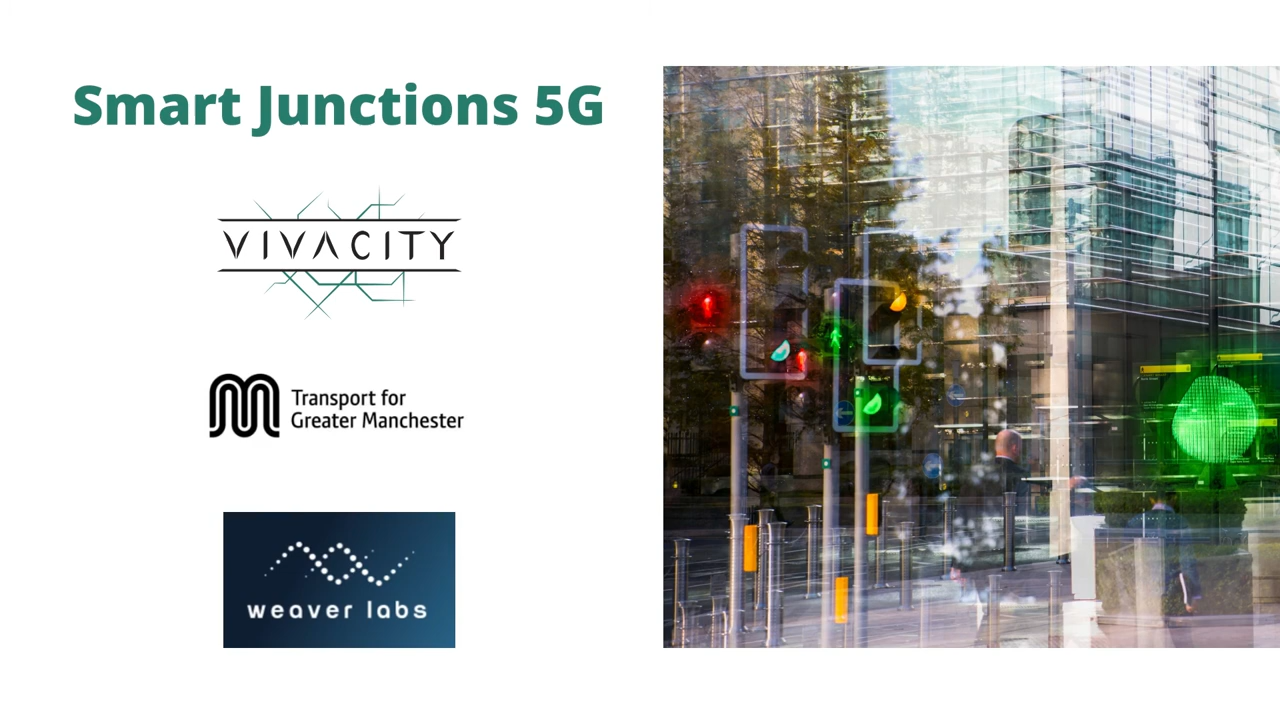 Smart Junctions 5G
VIVACITY
Transport for
Greater Manchester
weaver labs